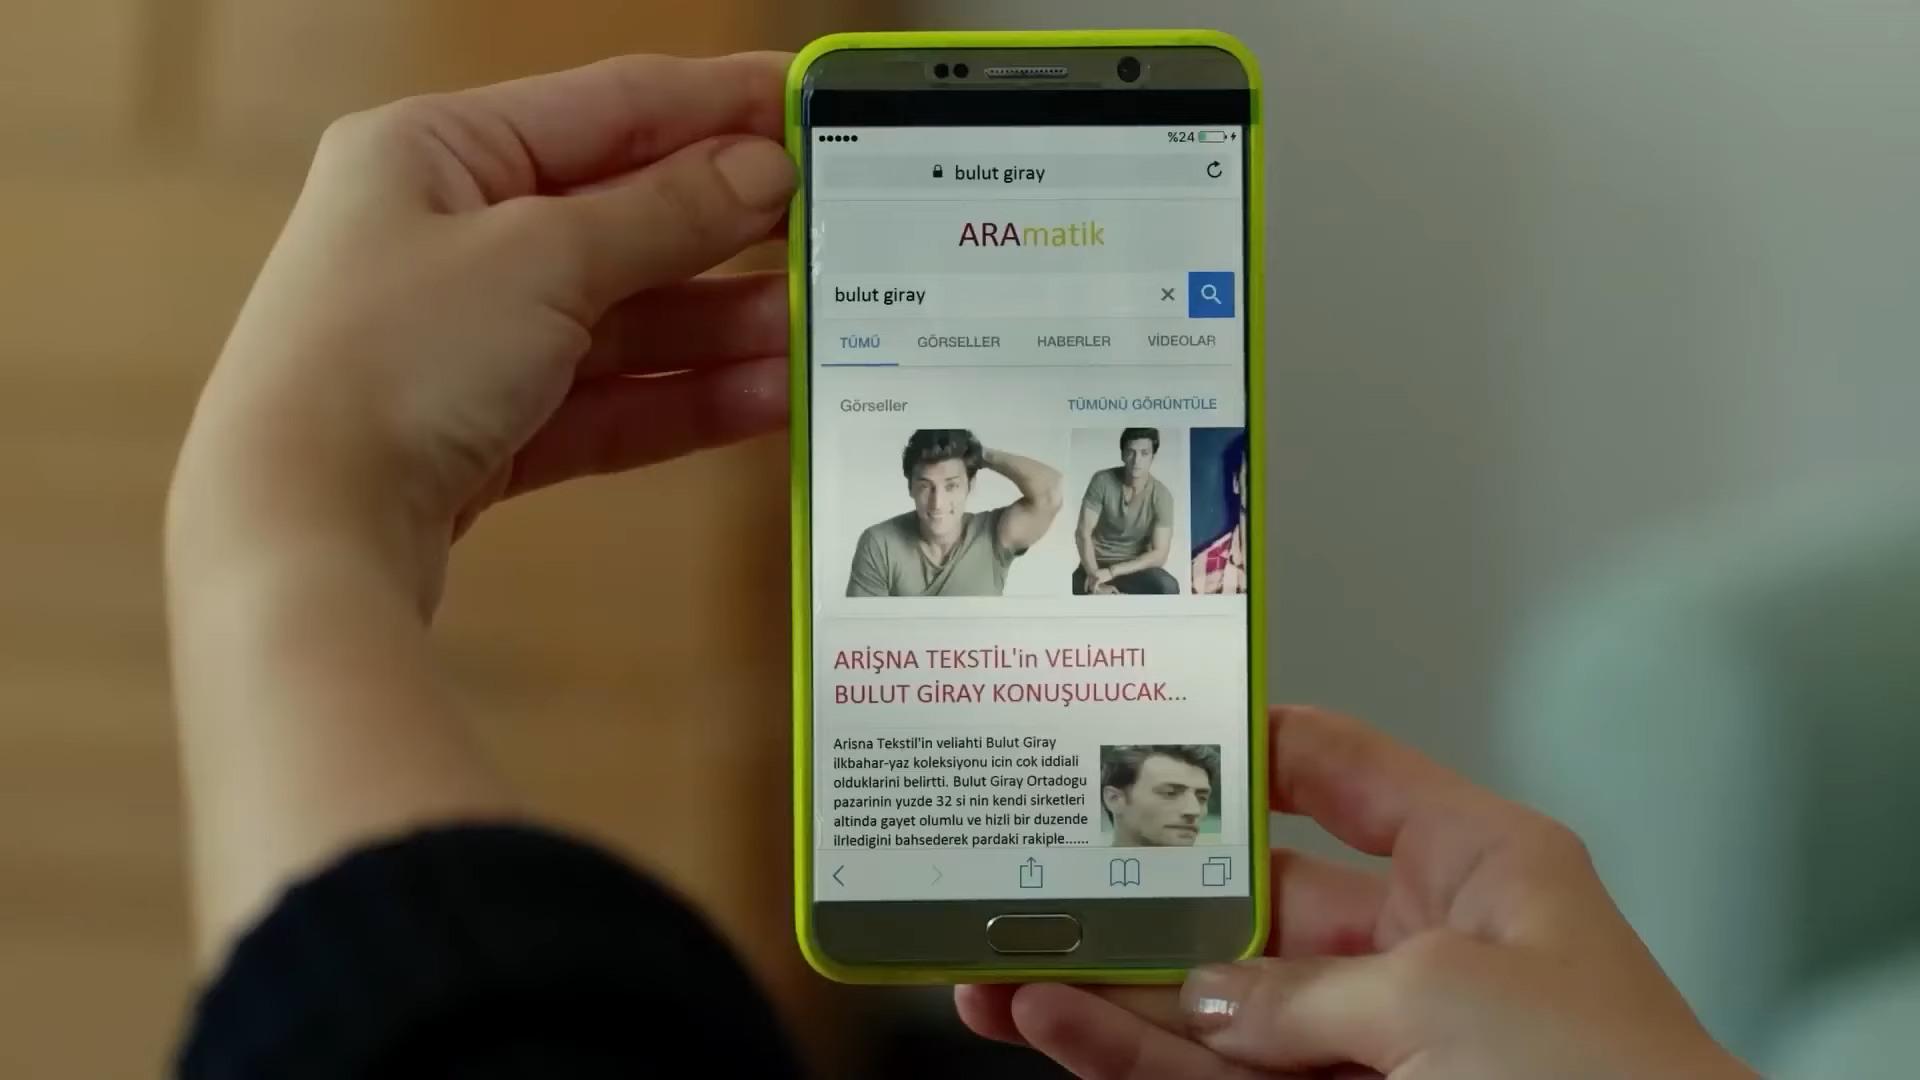 %24
bulut giray
ARAmatik
bulut giray
TÜMÜ GÖRSELLER HABERLER VİDEOLAR
Görseller TÜMÜNÜ GÖRÜNTÜLE
ARİŞNA TEKSTİL'in VELİAHTI
BULUT GİRAY KONUŞULUCAK...
Arisna Tekstil'in veliahti Bulut Giray
ilkbahar-yaz koleksiyonu icin cok iddiali
olduklarini belirtti. Bulut Giray Ortadogu
pazarinin yuzde 32 si nin kendi sirketleri
altinda gayet olumlu ve hizli bir duzende
ilrledigini bahsederek pardaki rakiple......